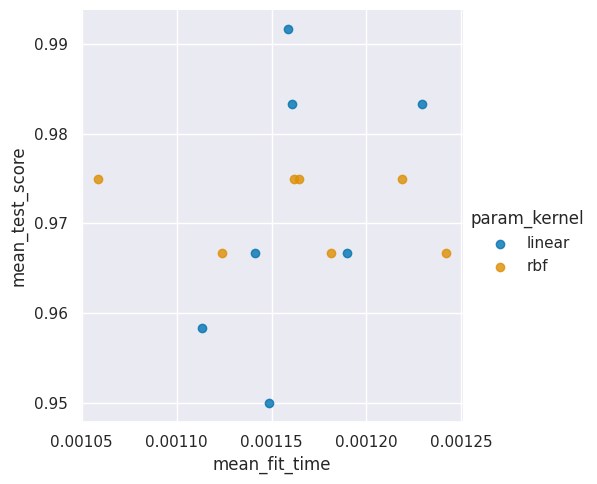 0.99
0.98
0.97
0.96
0.95
mean_test_score
0.00105 0.00110 0.00115 0.00120 0.00125
mean_fit_time
param_kernel
linear
rbf